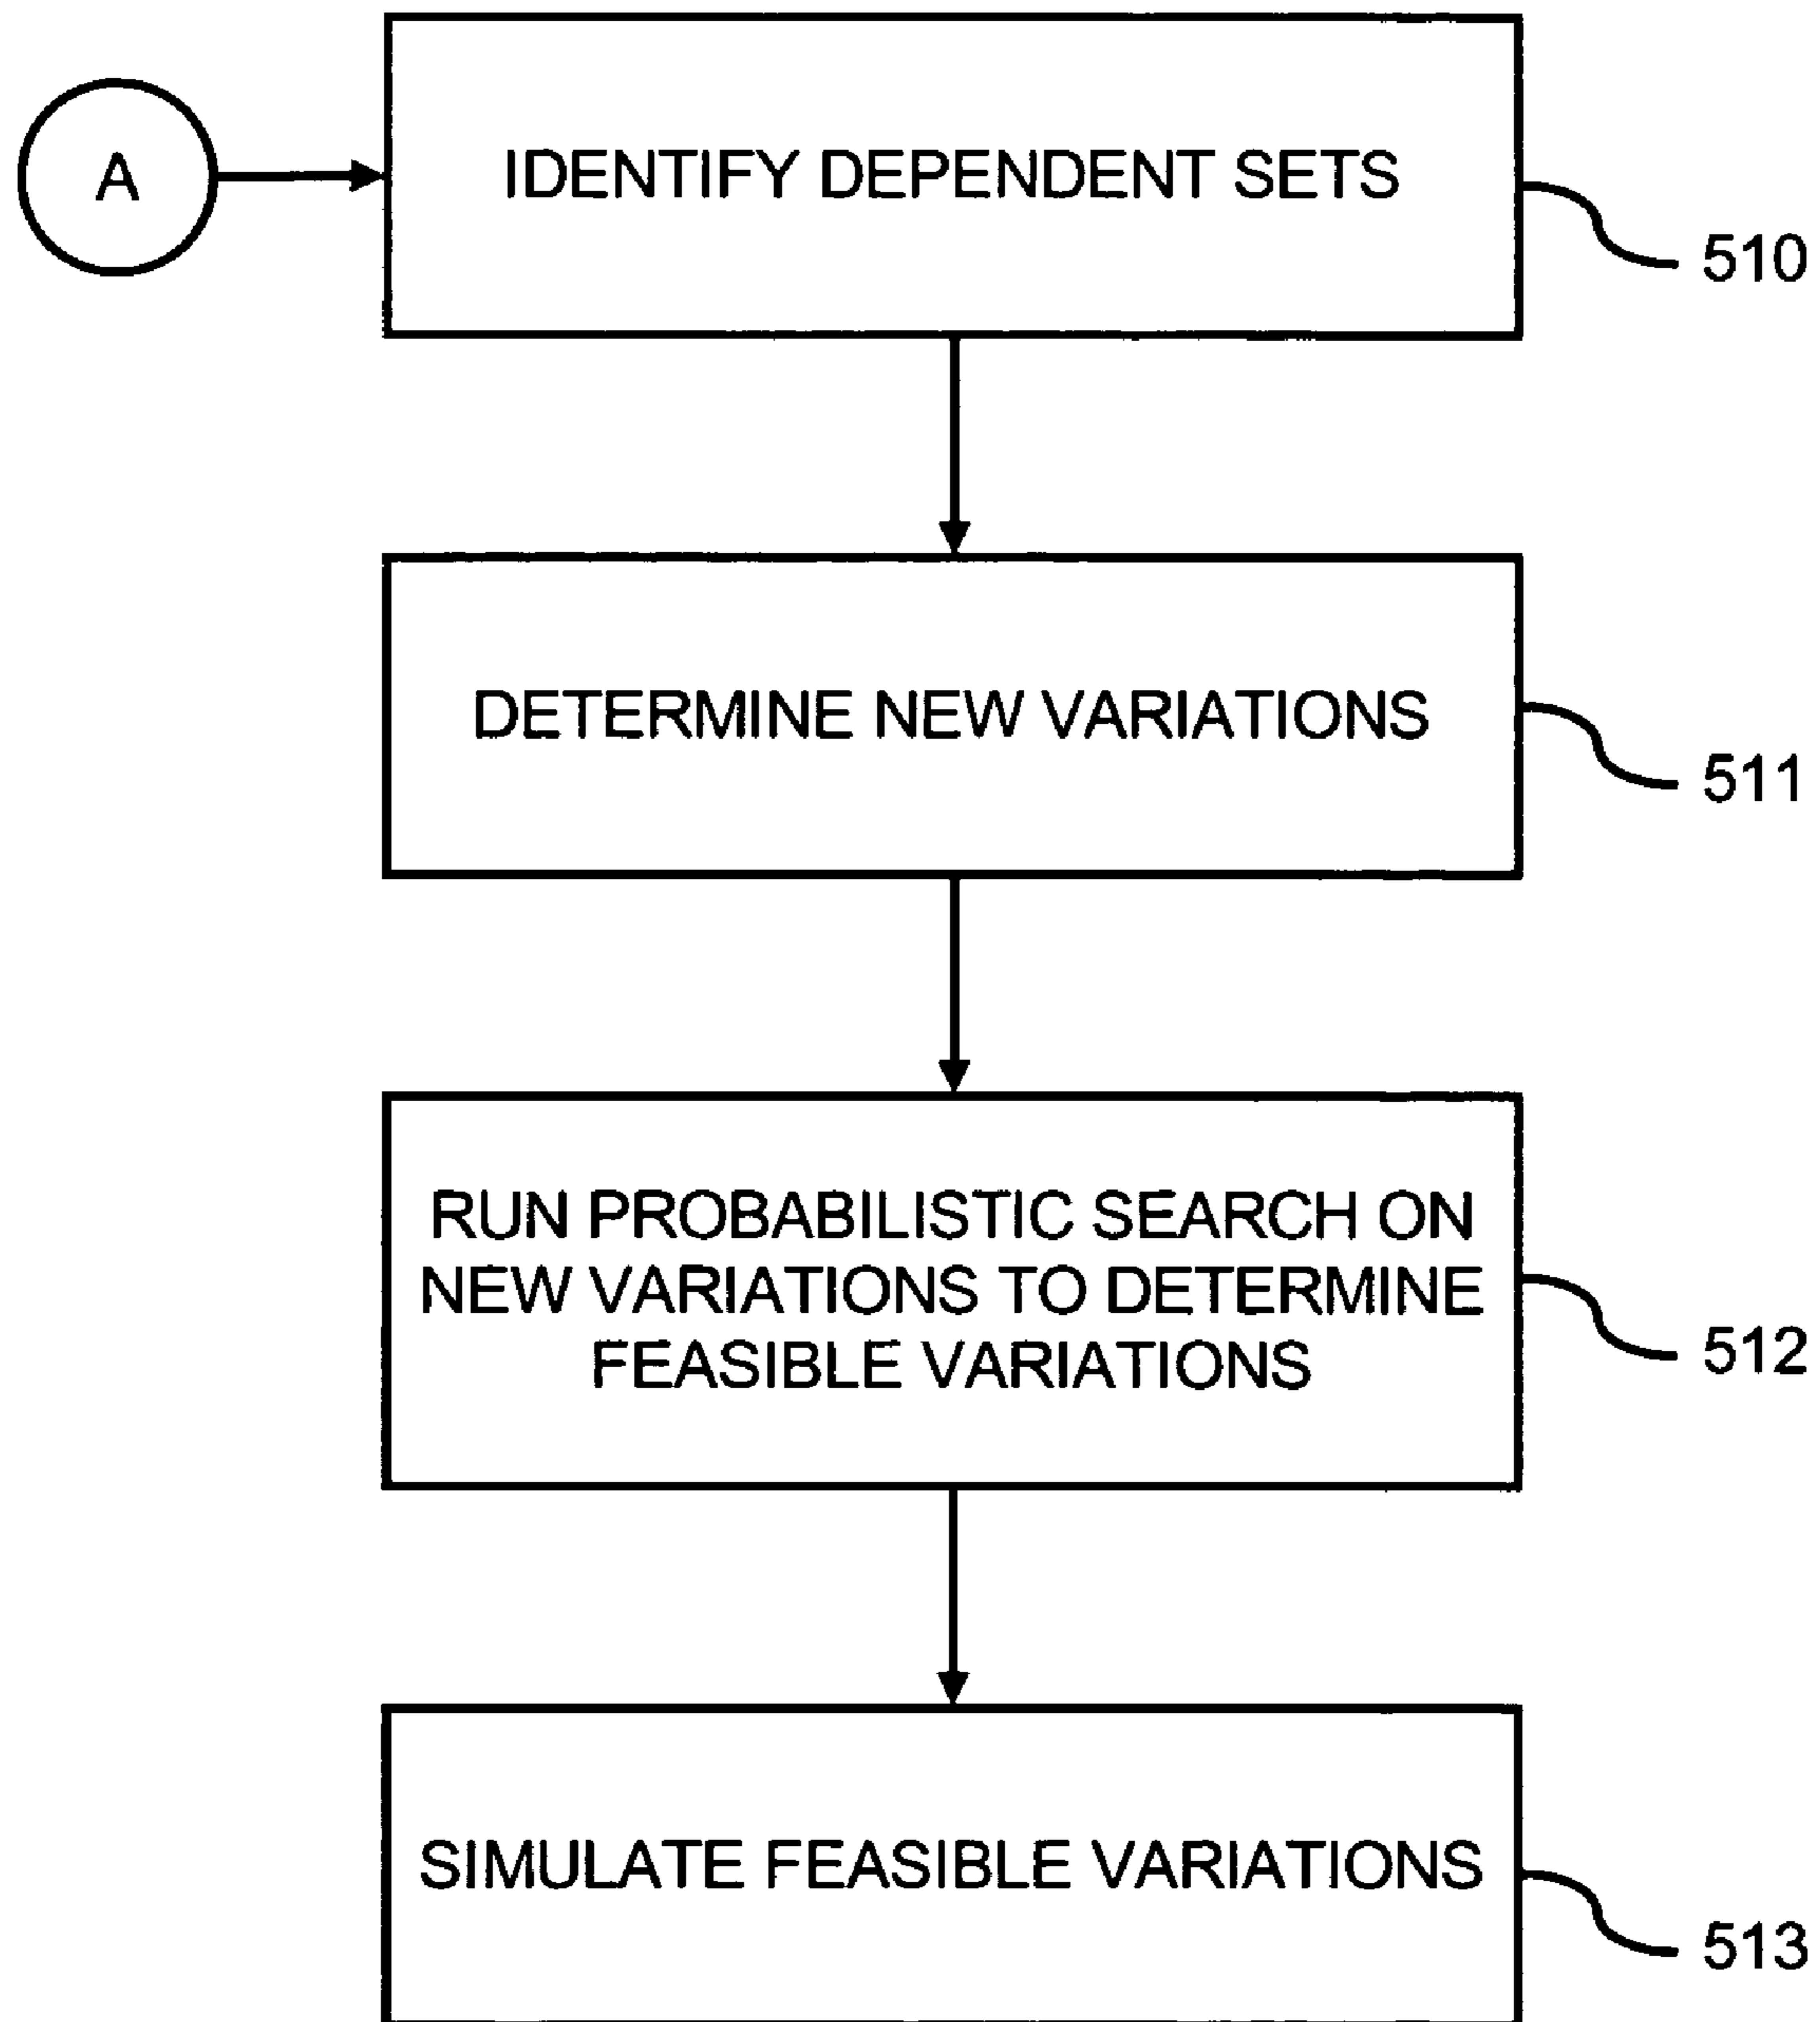 A
IDENTIFY DEPENDENT SETS
510
DETERMINE NEW VARIATIONS
511
RUN PROBABILISTIC SEARCH ON
NEW VARIATIONS TO DETERMINE
FEASIBLE VARIATIONS
512
SIMULATE FEASIBLE VARIATIONS
513